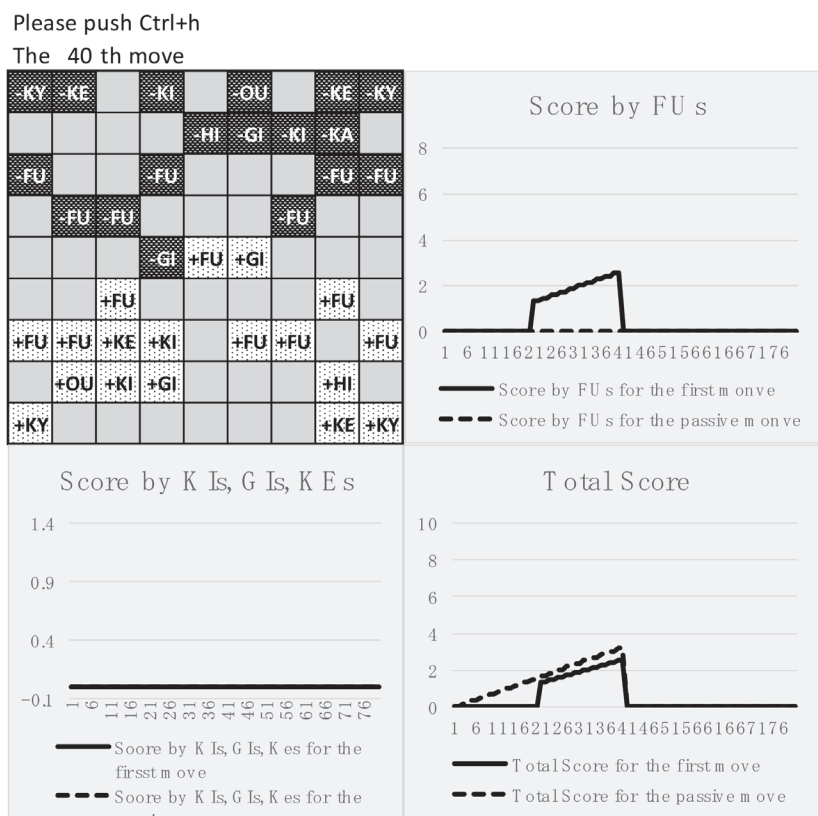 Please push Ctrl+h
The 40 th move
-KY -KE -KI -OU -KE -KY
-HI -GI -KI -KA
-FU -FU -FU -FU
-FU -FU -FU
-GI +FU +GI
+FU +FU
+FU +FU +KE +KI +FU +FU +FU
+OU +KI +GI +HI
+KY +KE +KY
Score by FU s
8
6
4
2
0
1 6 1116212631364146515661667176
Score by FU s for the first m onve
Score by FU s for the passive m onve
Score by K Is, G Is, K E s
1.4
0.9
0.4
-0.1
1 6 11 16 21 26 31 36 41 46 51 56 61 66 71 76
Soore by K Is, G Is, K es for the
firsst m ove
Soore by K Is, G Is, K es for the
T otal Score
10
8
6
4
2
0
1 6 1116212631364146515661667176
T otal Score for the first m ove
T otal Score for the passive m ove